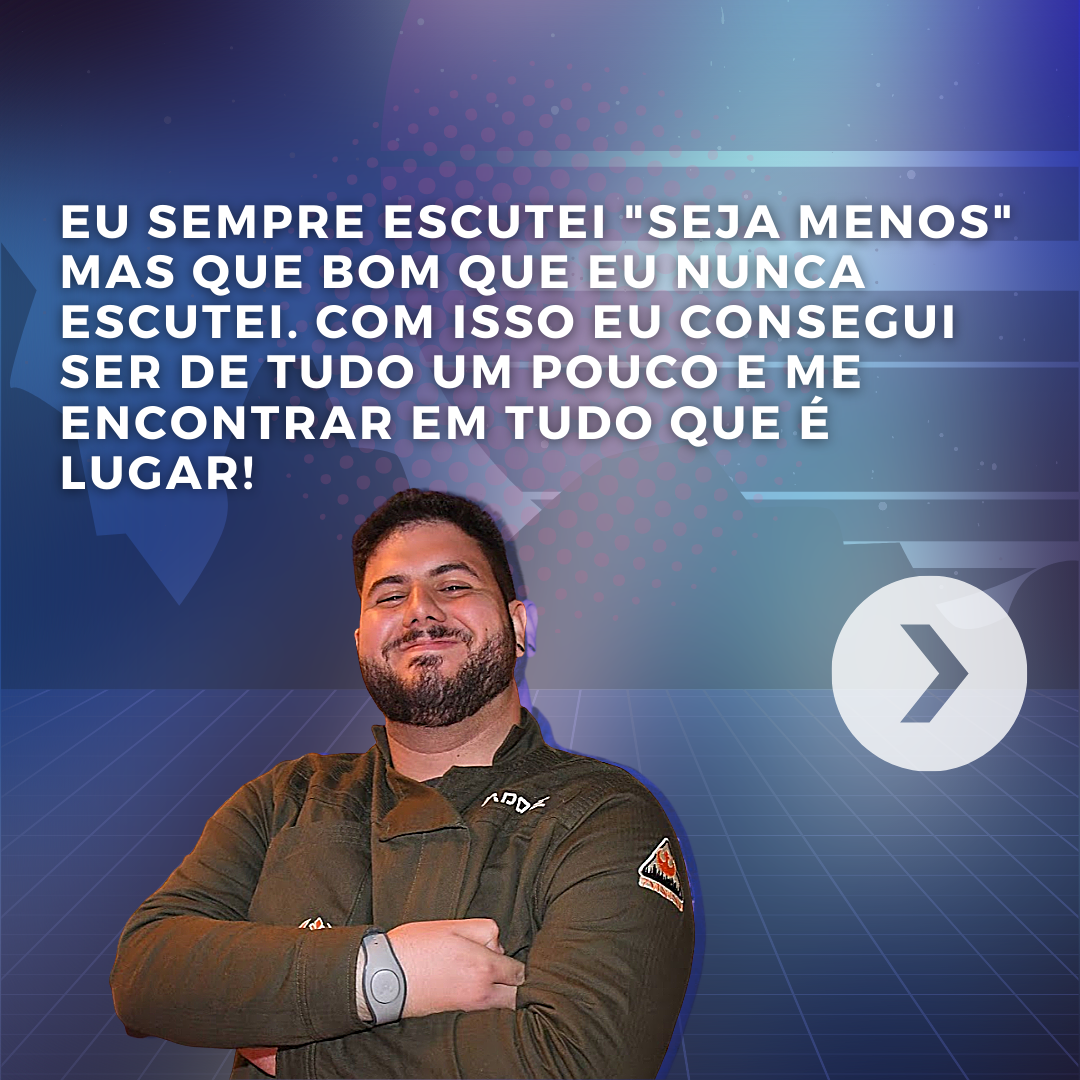 EU SEMPRE ESCUTEI "SEJA MENOS"
MAS QUE BOM QUE EU NUNCA
ESCUTEI. COM ISSO EU CONSEGUI
SER DE TUDO UM POUCO E ME
ENCONTRAR EM TUDO QUE É
LUGAR!